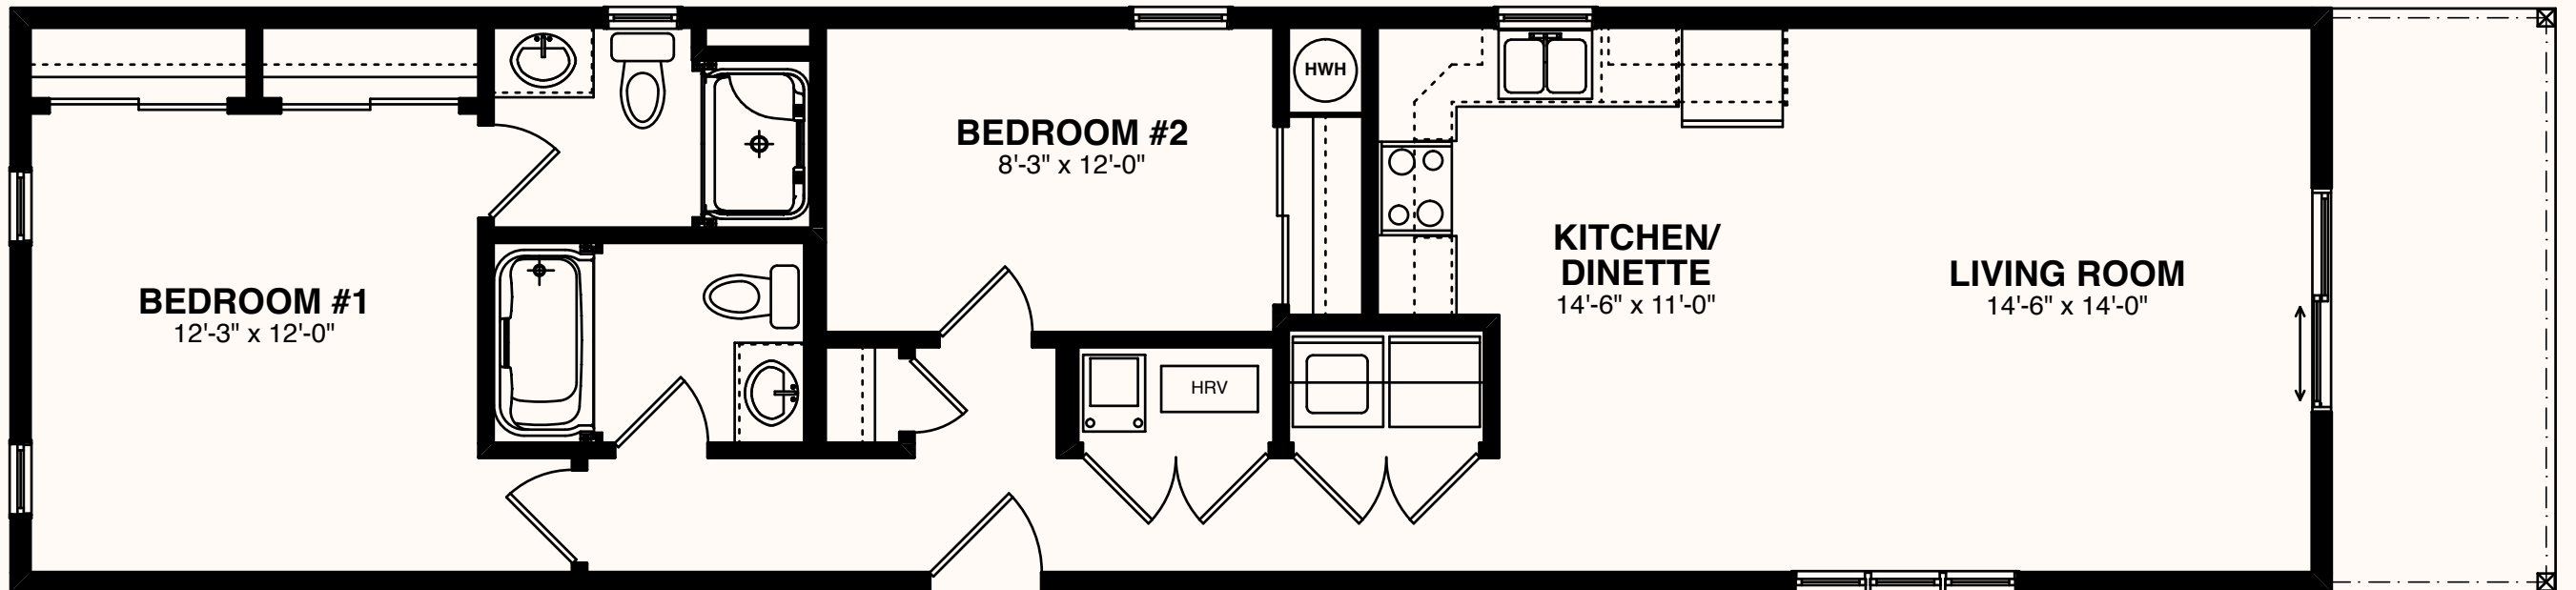 HWH
BEDROOM #2
8'-3" x 12'-0"
KITCHEN/
DINETTE
14'-6" x 11'-0"
LIVING ROOM
14'-6" x 14'-0"
BEDROOM #1
12'-3" x 12'-0"
HRV